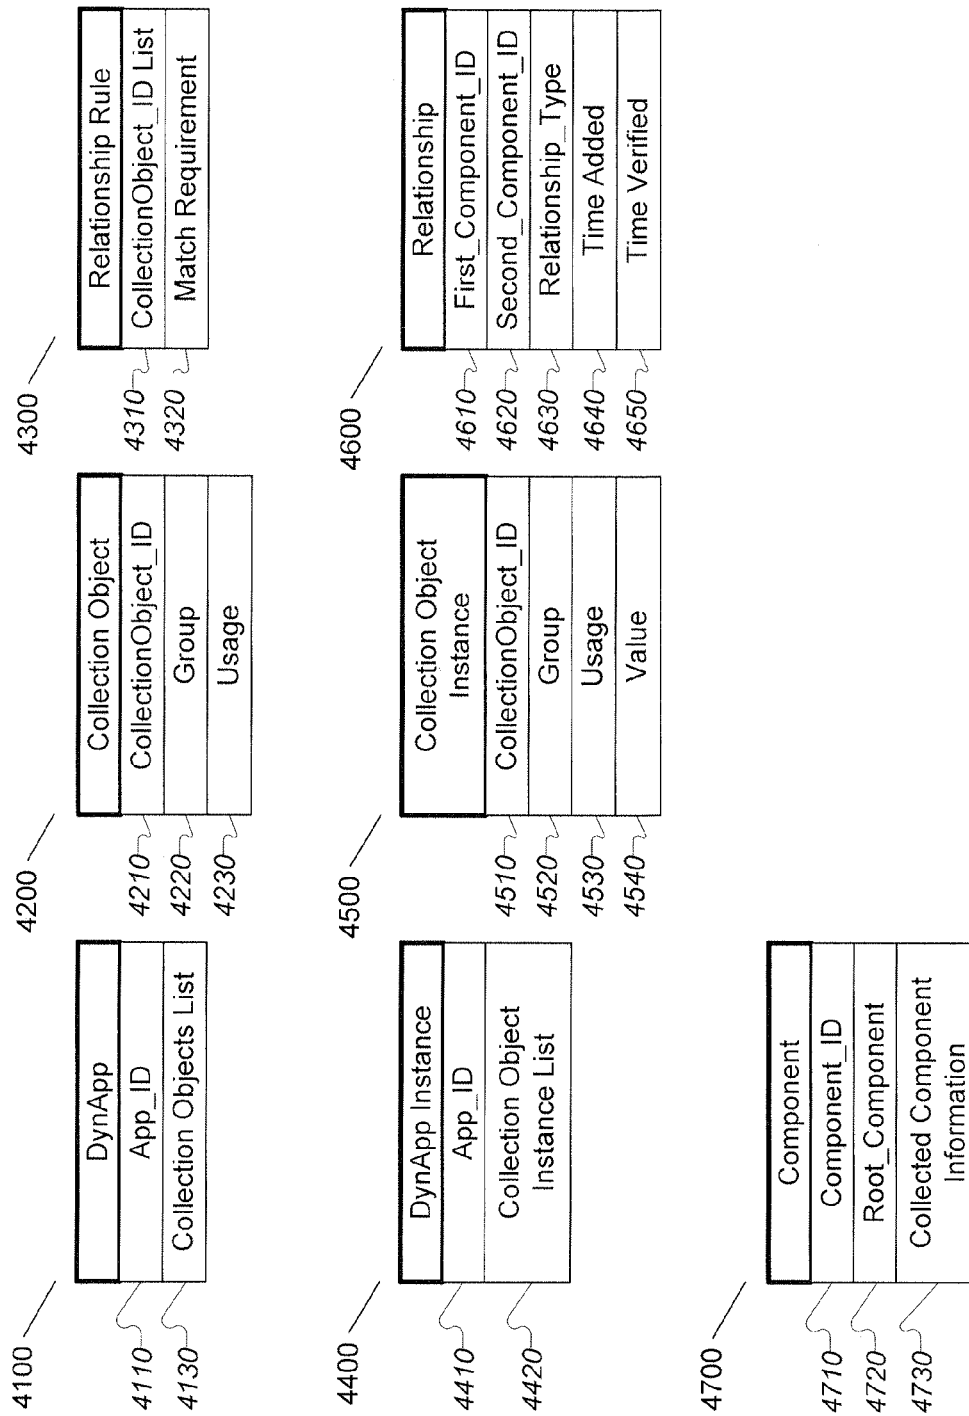 4100
DynApp
4110
App_ID
4130
Collection Objects List
4200
Collection Object
4210
CollectionObject_ID
4220
Group
4230
Usage
4300
Relationship Rule
4310
CollectionObject_ID List
4320
Match Requirement
4400
DynApp Instance
4410
App_ID
4420
Collection Object
Instance List
4500
Collection Object
Instance
4510
CollectionObject_ID
4520
Group
4530
Usage
4540
Value
4600
Relationship
4610
First_Component_ID
4620
Second_Component_ID
4630
Relationship_Type
4640
Time Added
4650
Time Verified
4700
Component
4710
Component_ID
4720
Root_Component
4730
Collected Component
Information